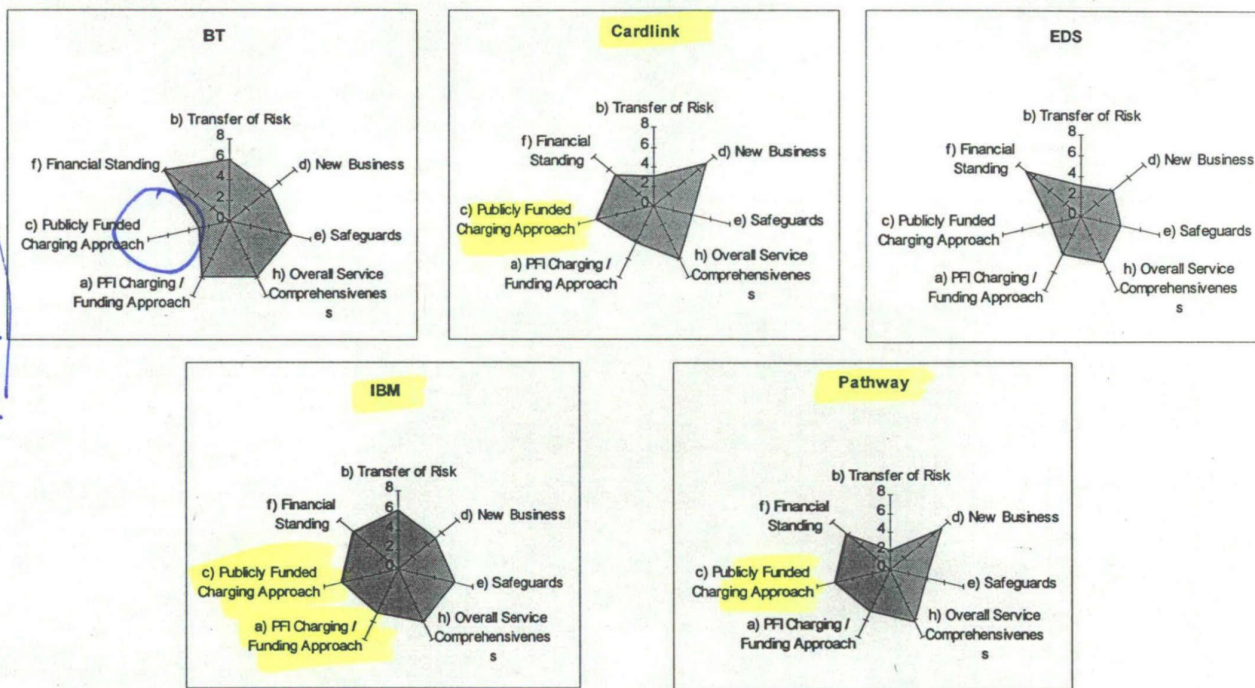 BT
b) Transfer of Risk
8
6
4
2
0
f) Financial Standing
d) New Business
c) Publicly Funded
Charging Approach
e) Safeguards
a) PFI Charging /
Funding Approach
h) Overall Service
Comprehensivenes
s
Cardlink
b) Transfer of Risk
8
6
4
2
0
f) Financial
Standing
d) New Business
c) Publicly Funded
Charging Approach
e) Safeguards
a) PFI Charging /
Funding Approach
h) Overall Service
Comprehensivenes
s
EDS
b) Transfer of Risk
8
6
4
2
0
f) Financial
Standing
d) New Business
c) Publicly Funded
Charging Approach
e) Safeguards
a) PFI Charging /
Funding Approach
h) Overall Service
Comprehensivenes
s
IBM
b) Transfer of Risk
8
6
4
2
0
f) Financial
Standing
d) New Business
c) Publicly Funded
Charging Approach
e) Safeguards
a) PFI Charging /
Funding Approach
h) Overall Service
Comprehensivenes
s
Pathway
b) Transfer of Risk
8
6
4
2
0
f) Financial
Standing
d) New Business
c) Publicly Funded
Charging Approach
e) Safeguards
a) PFI Charging /
Funding Approach
h) Overall Service
Comprehensivenes
s